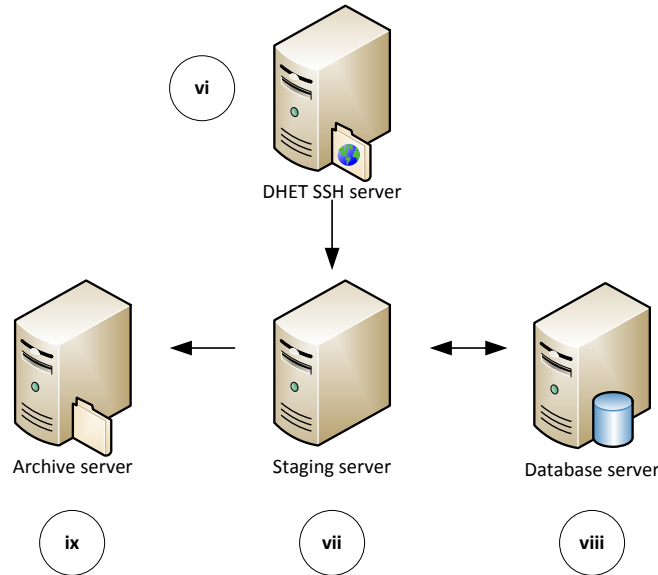 vi
DHET SSH server
Archive server
Staging server
Database server
ix
vii
viii